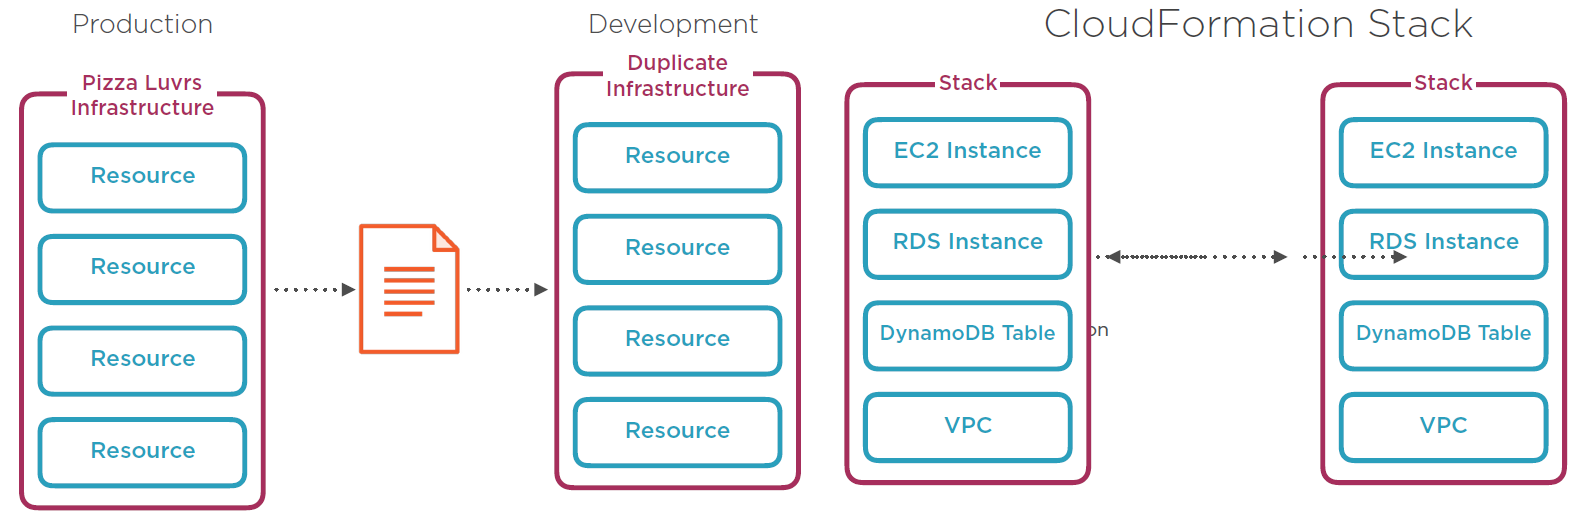 Production
Pizza Luvrs
Infrastructure
Resource
Resource
Resource
Resource
Development
Duplicate
Infrastructure
Resource
Resource
Resource
Resource
CloudFormation Stack
Stack
EC2 Instance
RDS Instance
DynamoDB Table
VPC
on
Stack
EC2 Instance
RDS Instance
DynamoDB Table
VPC